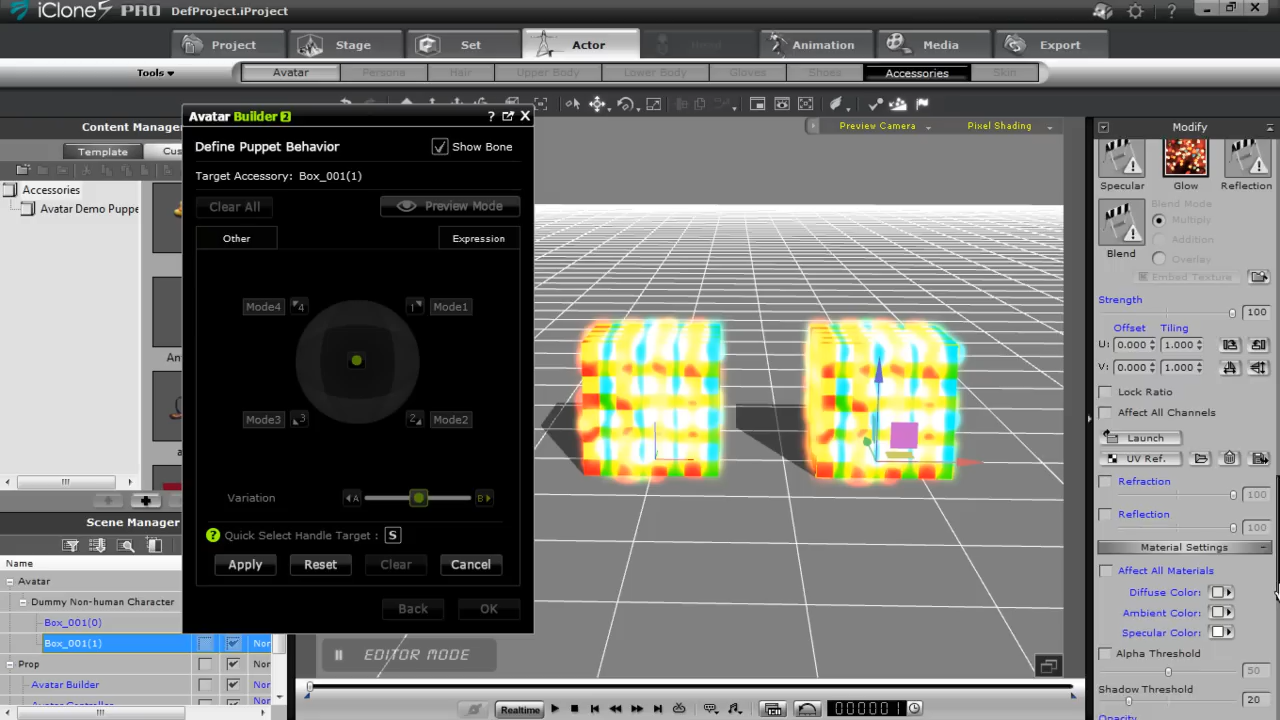 iClone5 PRO DefProject.iProject
Project Stage Set Actor Head Animation Media Export
Tools Avatar Persona Hair Upper Body Lower Body Gloves Shoes Accessories Skin
Content Manager
Template
Accessories
Avatar Demo Puppe
Avatar Builder 2
Define Puppet Behavior Show Bone
Target Accessory: Box_001(1)
Clear All Preview Mode
Other Expression
Mode4 4 1 Mode1
Mode3 3 2 Mode2
Variation A B
Quick Select Handle Target : S
Apply Reset Clear Cancel
Back OK
Preview Camera Pixel Shading
EDITOR MODE
Scene Manager
Name
Avatar
Dummy Non-human Character
Box_001(0)
Box_001(1) Nor
Prop Nor
Avatar Builder Nor
Realtime 000001
Modify
Specular Glow Reflection
Blend Mode
Multiply
Addition
Blend Overlay
Embed Texture
Strength
100
Offset Tiling
U: 0.000 1.000
V: 0.000 1.000
Lock Ratio
Affect All Channels
Launch
UV Ref.
Refraction
100
Reflection
100
Material Settings
Affect All Materials
Diffuse Color:
Ambient Color:
Specular Color:
Alpha Threshold
50
Shadow Threshold
20
Opacity